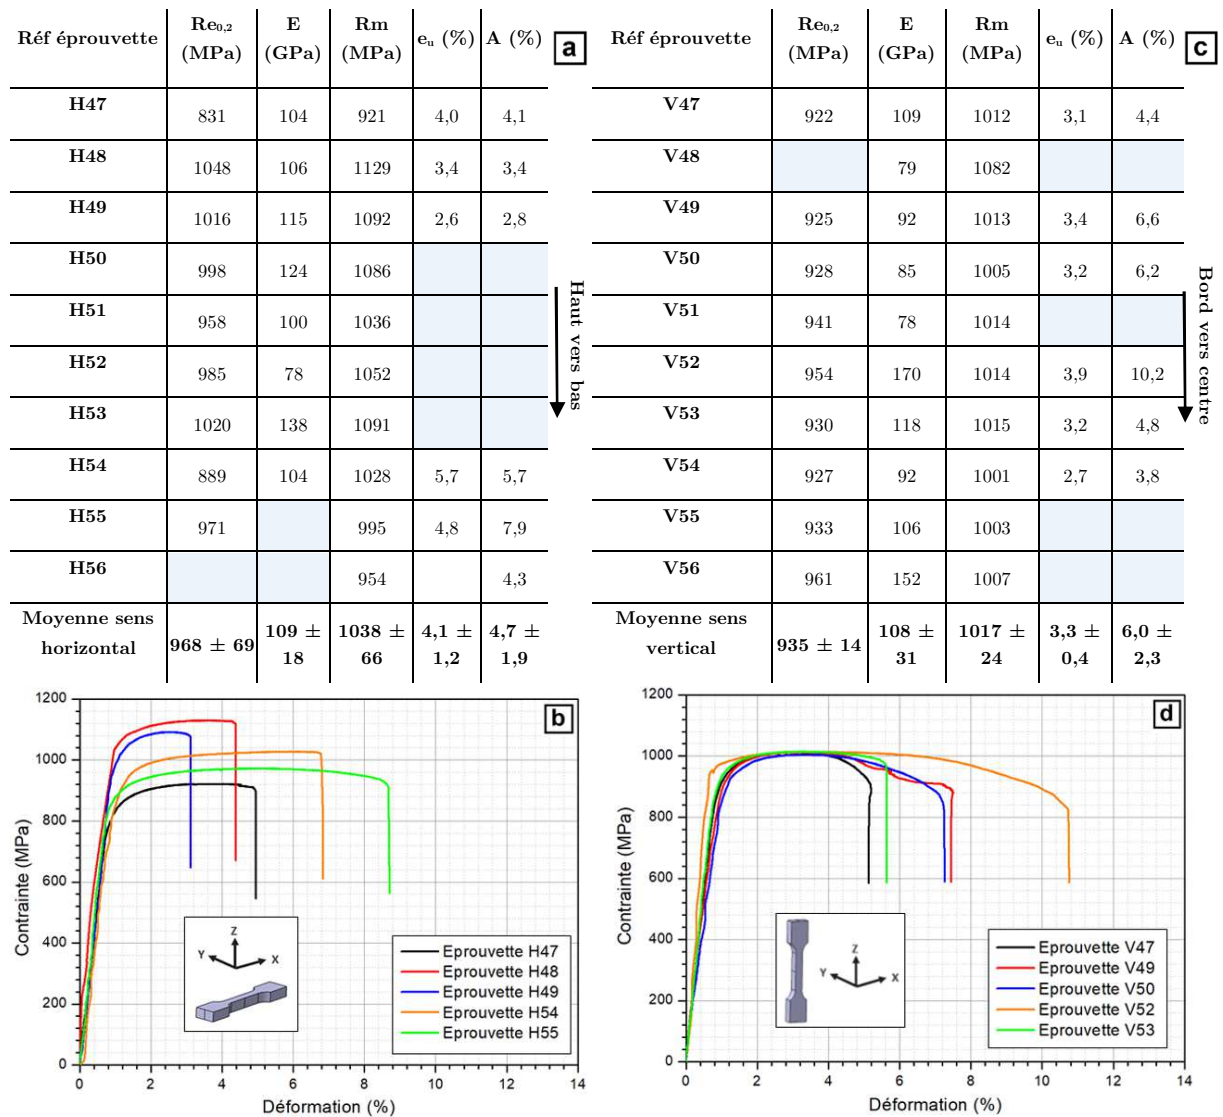 Réf éprouvette Re0,2 (MPa) E (GPa) Rm (MPa) eu (%) A (%) a
H47 831 104 921 4,0 4,1
H48 1048 106 1129 3,4 3,4
H49 1016 115 1092 2,6 2,8
H50 998 124 1086
H51 958 100 1036
H52 985 78 1052
H53 1020 138 1091
H54 889 104 1028 5,7 5,7
H55 971 995 4,8 7,9
H56 954 4,3
Moyenne sens horizontal 968 ± 69 109 ± 18 1038 ± 66 4,1 ± 1,2 4,7 ± 1,9
Haut vers bas
Réf éprouvette Re0,2 (MPa) E (GPa) Rm (MPa) eu (%) A (%) c
V47 922 109 1012 3,1 4,4
V48 79 1082
V49 925 92 1013 3,4 6,6
V50 928 85 1005 3,2 6,2
V51 941 78 1014
V52 954 170 1014 3,9 10,2
V53 930 118 1015 3,2 4,8
V54 927 92 1001 2,7 3,8
V55 933 106 1003
V56 961 152 1007
Moyenne sens vertical 935 ± 14 108 ± 31 1017 ± 24 3,3 ± 0,4 6,0 ± 2,3
Bord vers centre
b
Contrainte (MPa)
1200
1000
800
600
400
200
0
0 2 4 6 8 10 12 14
Déformation (%)
Z
Y X
Eprouvette H47
Eprouvette H48
Eprouvette H49
Eprouvette H54
Eprouvette H55
d
Contrainte (MPa)
1200
1000
800
600
400
200
0
0 2 4 6 8 10 12 14
Déformation (%)
Z
Y X
Eprouvette V47
Eprouvette V49
Eprouvette V50
Eprouvette V52
Eprouvette V53